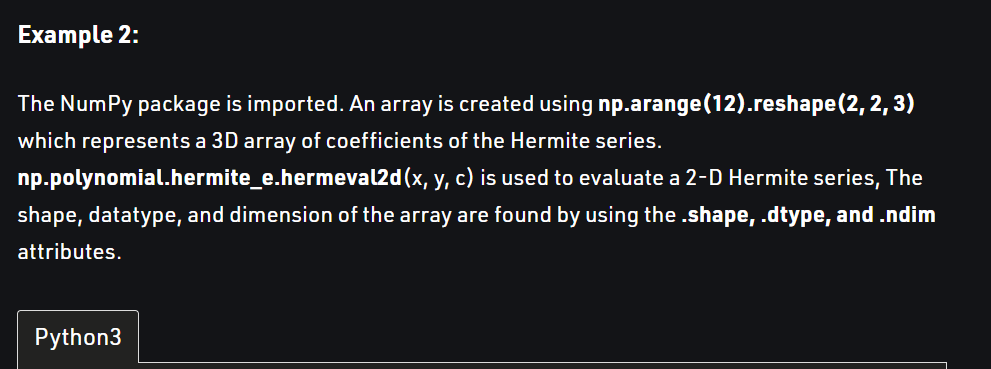 Example 2:
The NumPy package is imported. An array is created using np.arange(12).reshape(2, 2, 3)
which represents a 3D array of coefficients of the Hermite series.
np.polynomial.hermite_e.hermeval2d(x, y, c) is used to evaluate a 2-D Hermite series, The
shape, datatype, and dimension of the array are found by using the .shape, .dtype, and .ndim
attributes.
Python3